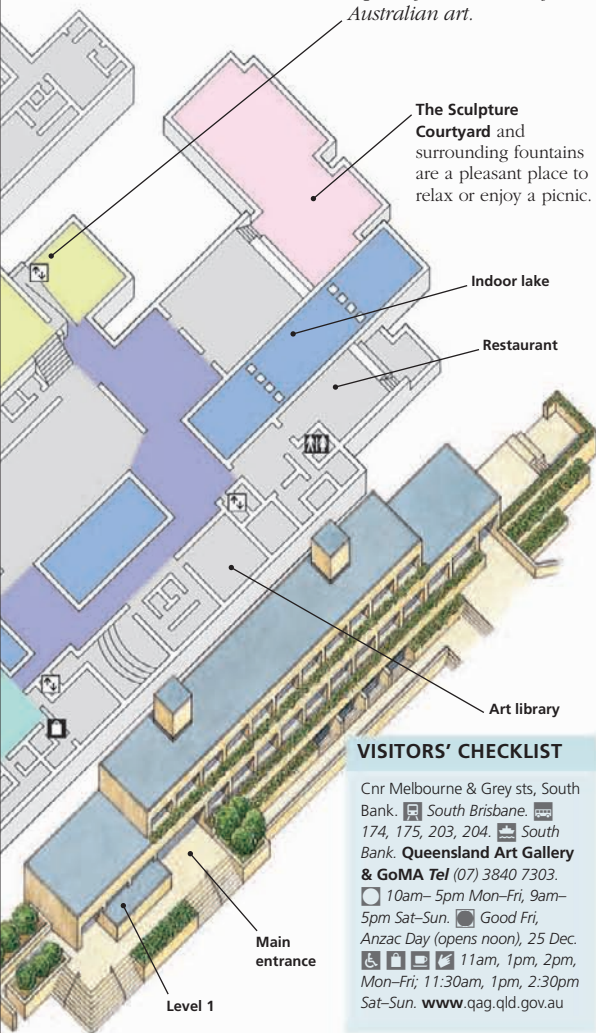 Australian art.
The Sculpture
Courtyard and
surrounding fountains
are a pleasant place to
relax or enjoy a picnic.
Indoor lake
Restaurant
Art library
Main
entrance
Level 1
VISITORS' CHECKLIST
Cnr Melbourne & Grey sts, South
Bank. South Brisbane.
174, 175, 203, 204. South
Bank. Queensland Art Gallery
& GoMA Tel (07) 3840 7303.
10am– 5pm Mon–Fri, 9am–
5pm Sat–Sun. Good Fri,
Anzac Day (opens noon), 25 Dec.
11am, 1pm, 2pm,
Mon–Fri; 11:30am, 1pm, 2:30pm
Sat–Sun. www.qag.qld.gov.au